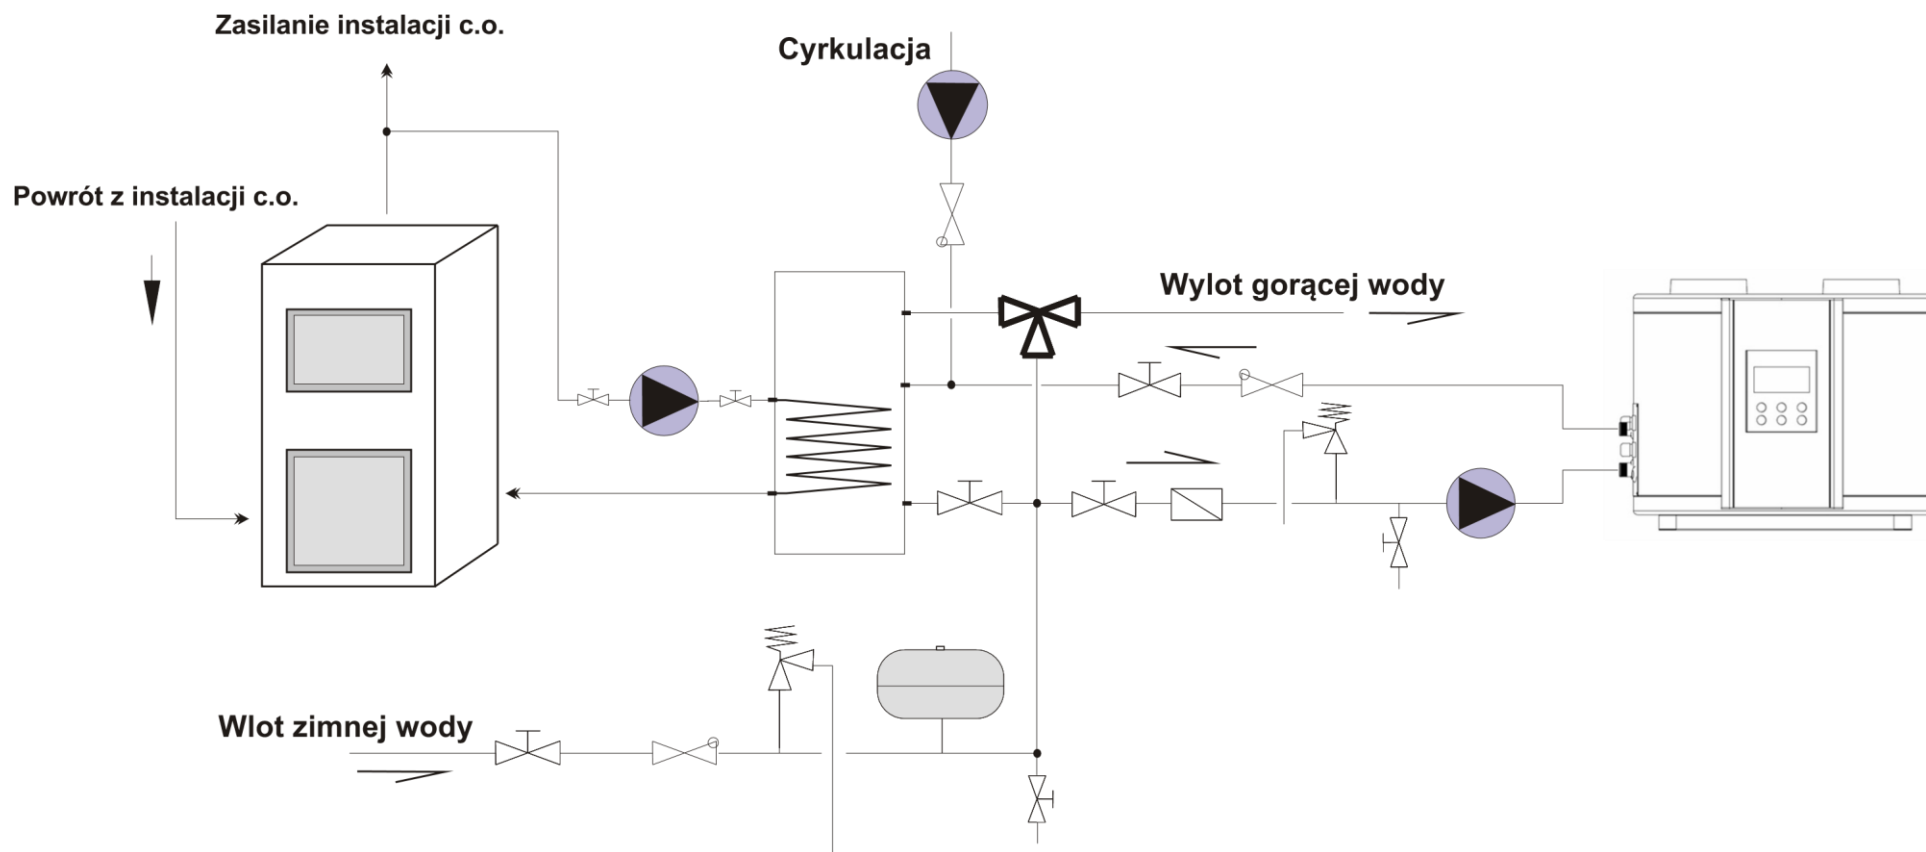 Zasilanie instalacji c.o.
Cyrkulacja
Powrót z instalacji c.o.
Wylot gorącej wody
Wlot zimnej wody